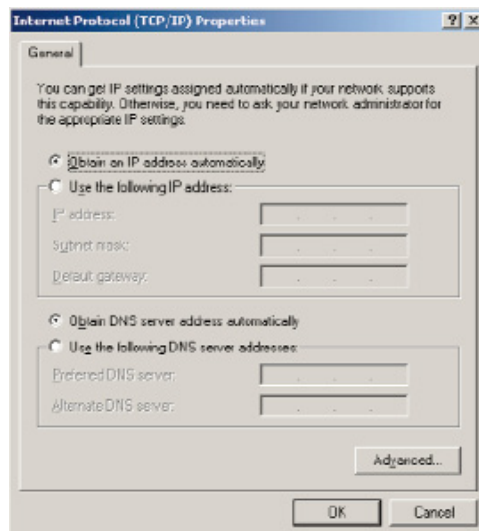 Internet Protocol (TCP/IP) Properties
General
You can get IP settings assigned automatically if your network supports
this capability. Otherwise, you need to ask your network administrator for
the appropriate IP settings.
Obtain an IP address automatically
Use the following IP address:
IP address:
Subnet mask:
Default gateway:
Obtain DNS server address automatically
Use the following DNS server addresses:
Preferred DNS server:
Alternate DNS server:
Advanced...
OK Cancel